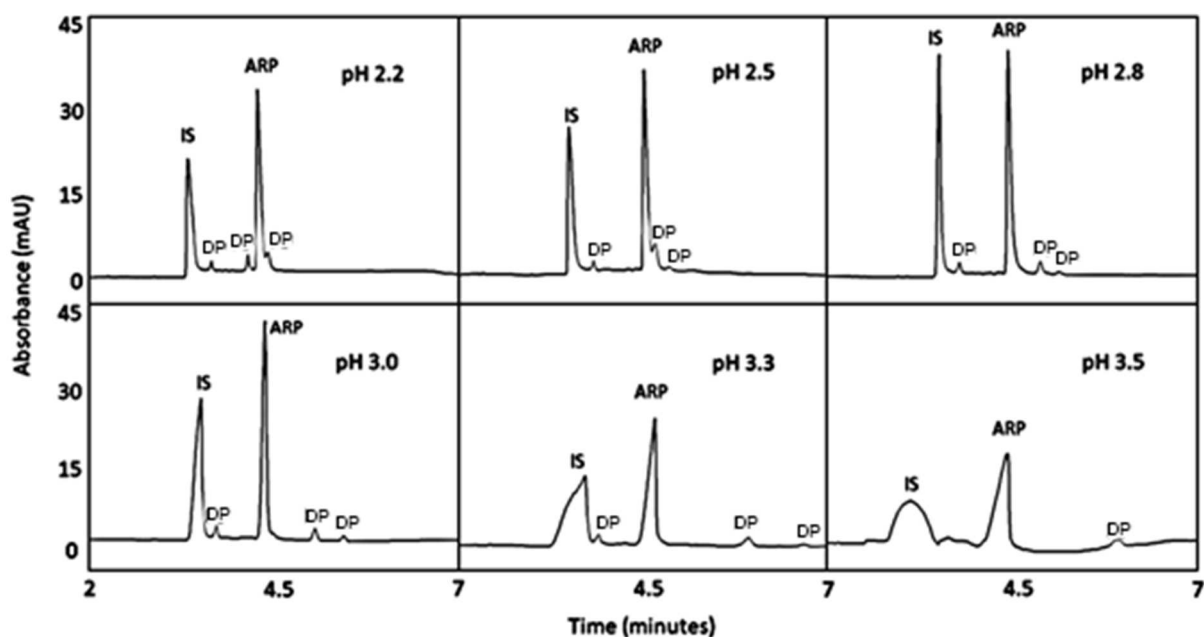 45
30
15
0
Absorbance (mAU)
IS
DP
DP
ARP
DP
pH 2.2
IS
DP
ARP
DP
DP
pH 2.5
IS
DP
ARP
DP
DP
pH 2.8
45
30
15
0
IS
DP
ARP
DP
DP
pH 3.0
IS
DP
ARP
DP
DP
pH 3.3
IS
ARP
DP
pH 3.5
2
4.5
7
4.5
7
4.5
7
Time (minutes)